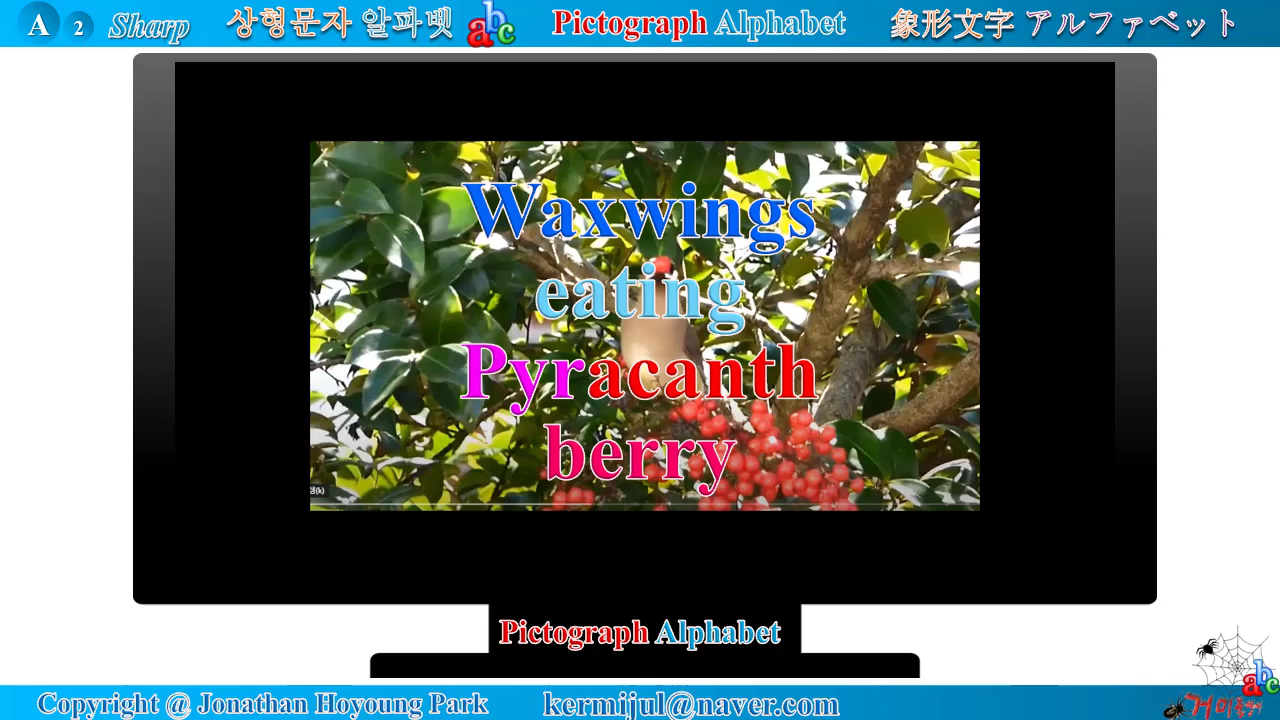 A 2 Sharp 상형문자 알파벳 abc Pictograph Alphabet 象形文字 アルファベット
Waxwings
eating
Pyracanth
berry
Pictograph Alphabet
abc
Copyright @ Jonathan Hoyoung Park kermijul@naver.com